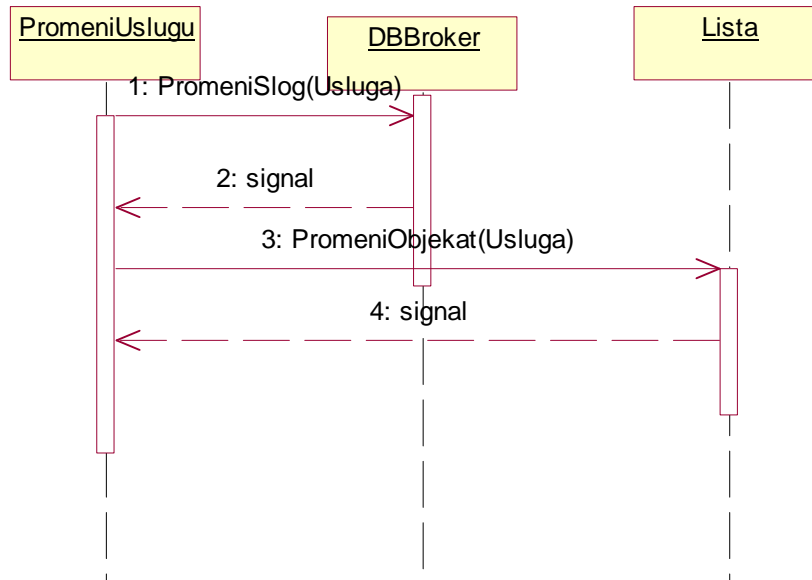 PromeniUslugu
DBBroker
Lista
1: PromeniSlog(Usluga)
2: signal
3: PromeniObjekat(Usluga)
4: signal